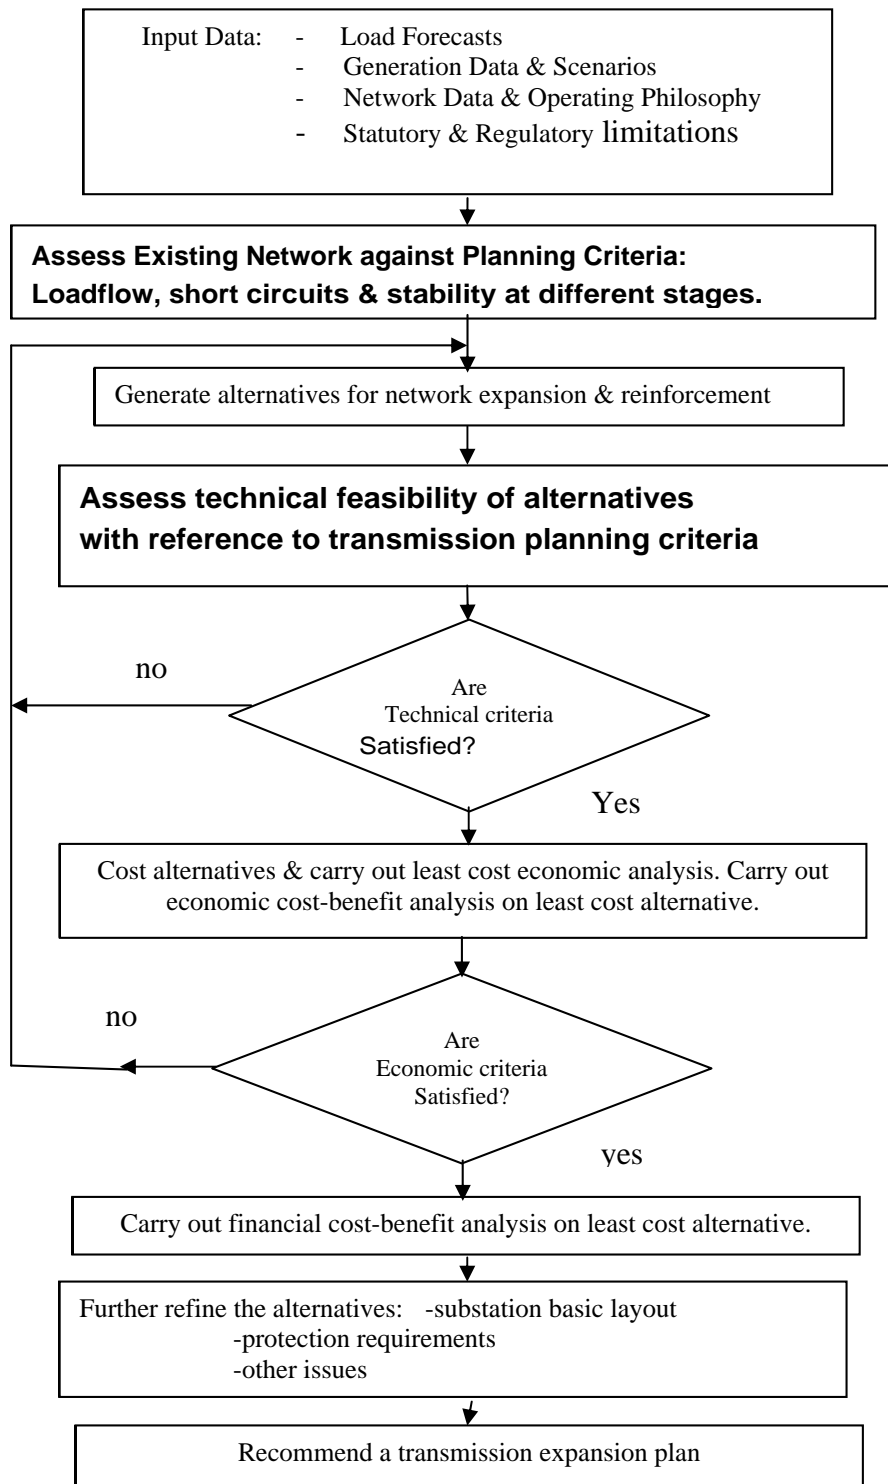 Input Data: - Load Forecasts
- Generation Data & Scenarios
- Network Data & Operating Philosophy
- Statutory & Regulatory limitations
Assess Existing Network against Planning Criteria:
Loadflow, short circuits & stability at different stages.
Generate alternatives for network expansion & reinforcement
Assess technical feasibility of alternatives
with reference to transmission planning criteria
no
Are
Technical criteria
Satisfied?
Yes
Cost alternatives & carry out least cost economic analysis. Carry out
economic cost-benefit analysis on least cost alternative.
no
Are
Economic criteria
Satisfied?
yes
Carry out financial cost-benefit analysis on least cost alternative.
Further refine the alternatives: -substation basic layout
-protection requirements
-other issues
Recommend a transmission expansion plan